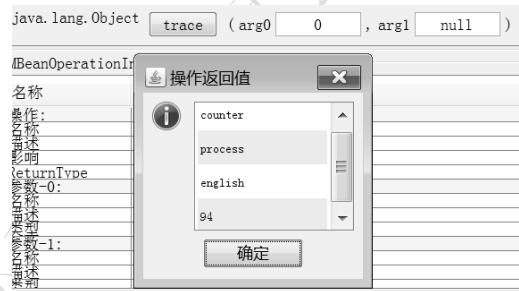 java.lang.Object trace ( arg0 0 , arg1 null )
MBeanOperationIn
名称
操作:
名称
描述
影响
ReturnType
参数-0:
名称
描述
类型
参数-1:
名称
描述
类型
操作返回值
counter
process
english
94
确定